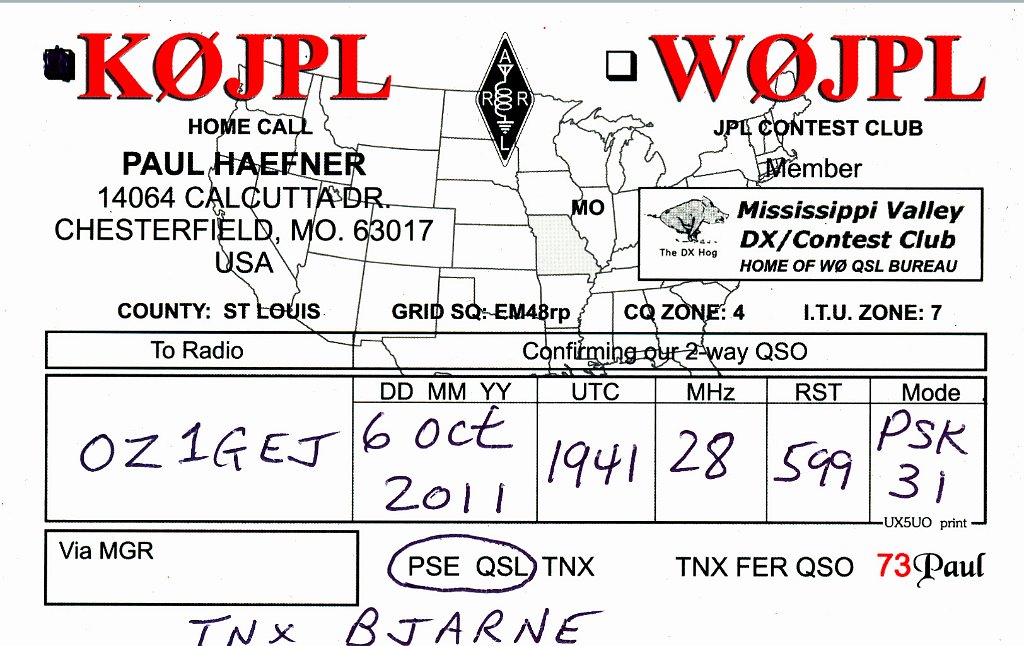 KØJPL
WØJPL
A
R R
L
HOME CALL
JPL CONTEST CLUB
PAUL HAEFNER
Member
14064 CALCUTTA DR.
CHESTERFIELD, MO. 63017
USA
MO
Mississippi Valley
DX/Contest Club
The DX Hog
HOME OF WØ QSL BUREAU
COUNTY: ST LOUIS GRID SQ: EM48rp CQ ZONE: 4 I.T.U. ZONE: 7
To Radio Confirming our 2-way QSO
DD MM YY UTC MHz RST Mode
OZ1GEJ 6 Oct 2011 1941 28 599 PSK 31
UX5UO print
Via MGR
PSE QSL TNX TNX FER QSO 73 Paul
TNX BJARNE